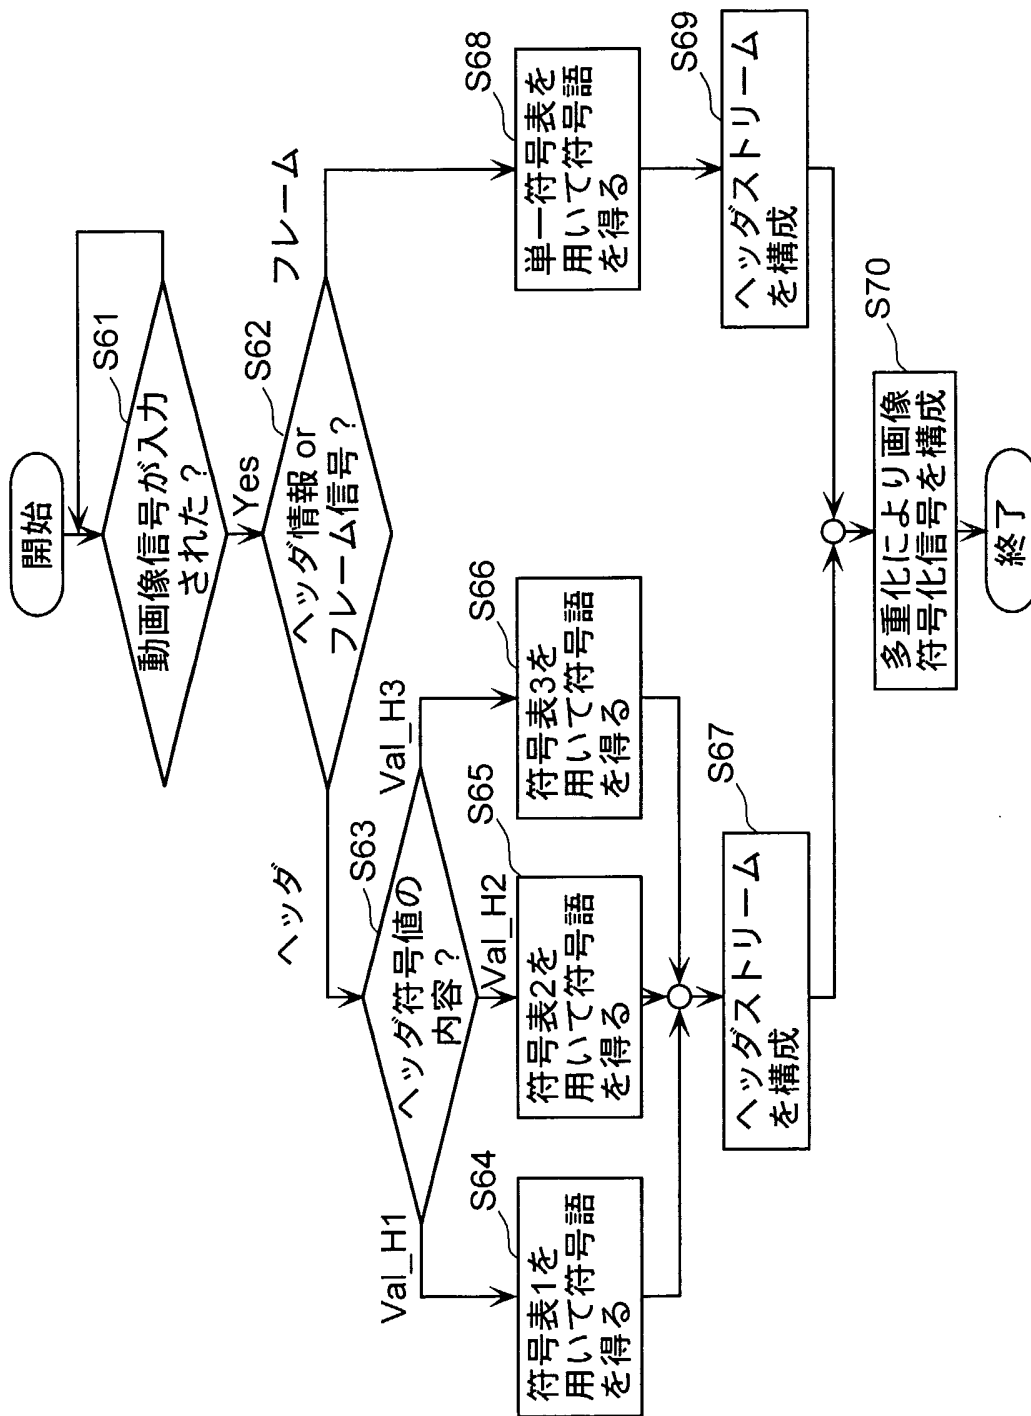 開始
S61
動画像信号が入力
された？
Yes
S62
ヘッダ情報 or
フレーム信号？
ヘッダ
フレーム
S63
ヘッダ符号値の
内容？
Val_H1
Val_H2
Val_H3
S64
符号表1を
用いて符号語
を得る
S65
符号表2を
用いて符号語
を得る
S66
符号表3を
用いて符号語
を得る
S67
ヘッダストリーム
を構成
S68
単一符号表を
用いて符号語
を得る
S69
ヘッダストリーム
を構成
S70
多重化により画像
符号化信号を構成
終了